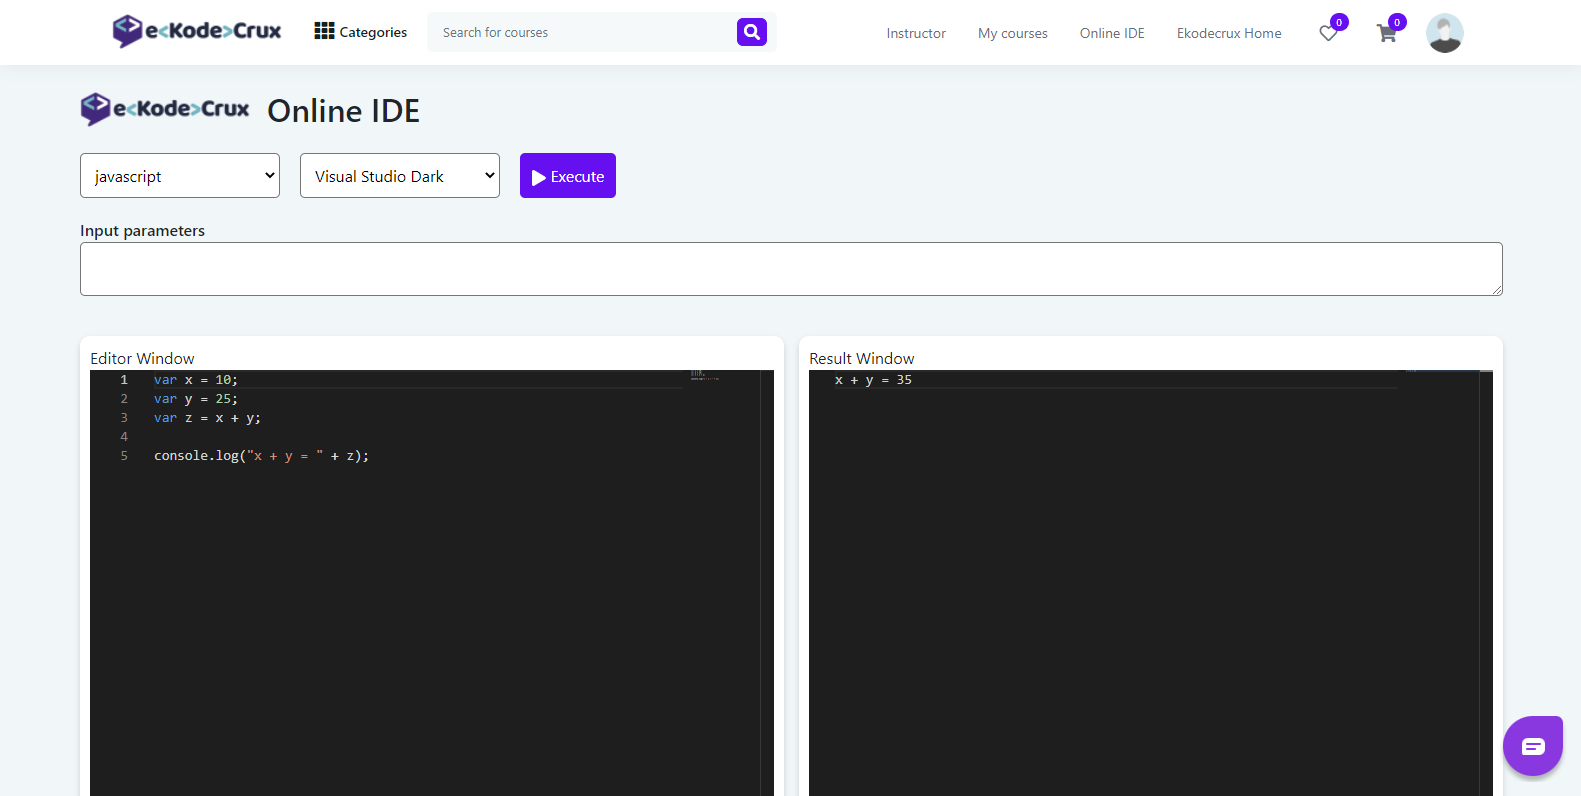 e<Kode>Crux
Categories
Search for courses
Instructor
My courses
Online IDE
Ekodecrux Home
0
0
e<Kode>Crux Online IDE
javascript
Visual Studio Dark
Execute
Input parameters
Editor Window
1 var x = 10;
2 var y = 25;
3 var z = x + y;
4
5 console.log("x + y = " + z);
Result Window
x + y = 35